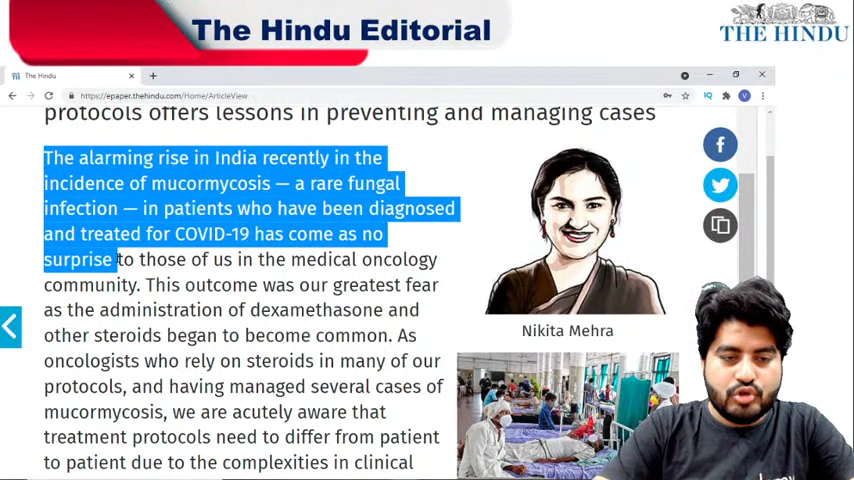 The Hindu Editorial
THE HINDU
The Hindu
https://epaper.thehindu.com/Home/ArticleView
IQ
V
protocols offers lessons in preventing and managing cases
The alarming rise in India recently in the
incidence of mucormycosis — a rare fungal
infection — in patients who have been diagnosed
and treated for COVID-19 has come as no
surprise to those of us in the medical oncology
community. This outcome was our greatest fear
as the administration of dexamethasone and
other steroids began to become common. As
oncologists who rely on steroids in many of our
protocols, and having managed several cases of
mucormycosis, we are acutely aware that
treatment protocols need to differ from patient
to patient due to the complexities in clinical
Nikita Mehra